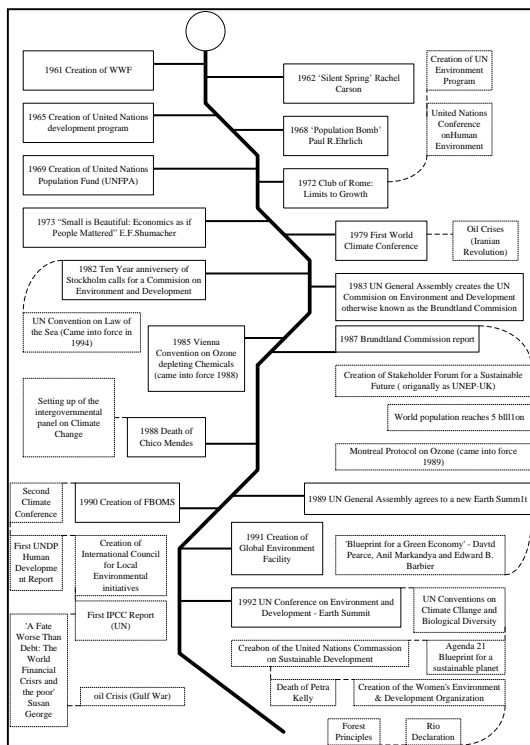 1961 Creation of WWF
1962 ‘Silent Spring’ Rachel
Carson
Creation of UN
Environment
Program
1965 Creation of United Nations
development program
1968 ‘Population Bomb’
Paul R.Ehrlich
United Nations
Conference
onHuman
Environment
1969 Creation of United Nations
Population Fund (UNFPA)
1972 Club of Rome:
Limits to Growth
1973 “Small is Beautiful: Economics as if
People Mattered” E.F.Shumacher
1979 First World
Climate Conference
Oil Crises
(Iranian
Revolution)
1982 Ten Year anniversery of
Stockholm calls for a Commision on
Environment and Development
1983 UN General Assembly creates the UN
Commision on Environment and Development
otherwise known as the Brundtland Commision
UN Convention on Law of
the Sea (Came into force in
1994)
1985 Vienna
Convention on Ozone
depleting Chemicals
(came into force 1988)
1987 Brundtland Commission report
Creation of Stakeholder Forum for a Sustainable
Future ( origanally as UNEP-UK)
Setting up of the
intergovernmental
panel on Climate
Change
World population reaches 5 blll1on
1988 Death of
Chico Mendes
Montreal Protocol on Ozone (came into force
1989)
Second
Climate
Conference
1990 Creation of FBOMS
1989 UN General Assembly agrees to a new Earth Summ1t
First UNDP
Human
Developme
nt Report
Creation of
International Council
for Local
Environmental
initiatives
1991 Creation of
Global Environment
Facility
'Blueprint for a Green Economy' - Davtd
Pearce, Anil Markandya and Edward B.
Barbier
1992 UN Conference on Environment and
Development - Earth Summit
UN Conventions on
Climate Cllange and
Biological Diversity
First IPCC Report
(UN)
'A Fate
Worse Than
Debt: The
World
Financial
Crisrs and
the poor'
Susan
George
Creabon of the United Nations Commassion
on Sustainable Development
Agenda 21
Blueprint for a
sustainable planet
oil Crisis (Gulf War)
Death of Petra
Kelly
Creation of the Women's Environment
& Development Organization
Forest
Principles
Rio
Declaration